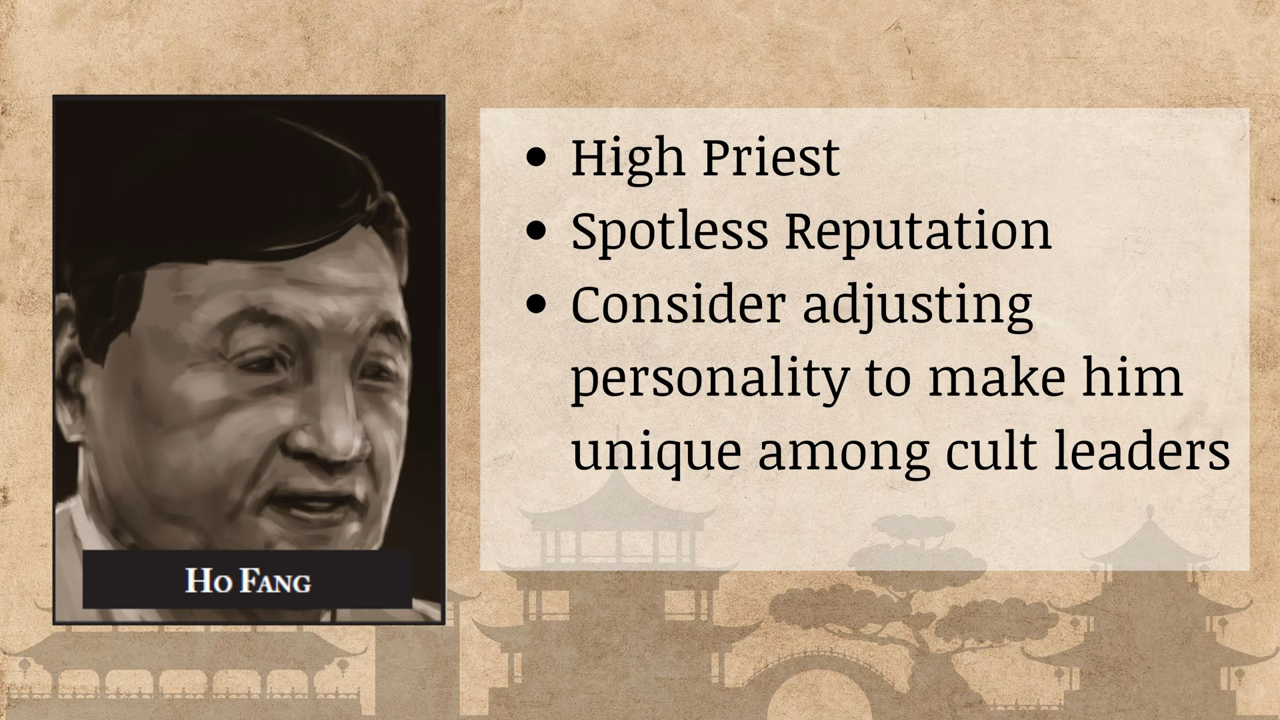 Ho Fang
• High Priest
• Spotless Reputation
• Consider adjusting
personality to make him
unique among cult leaders